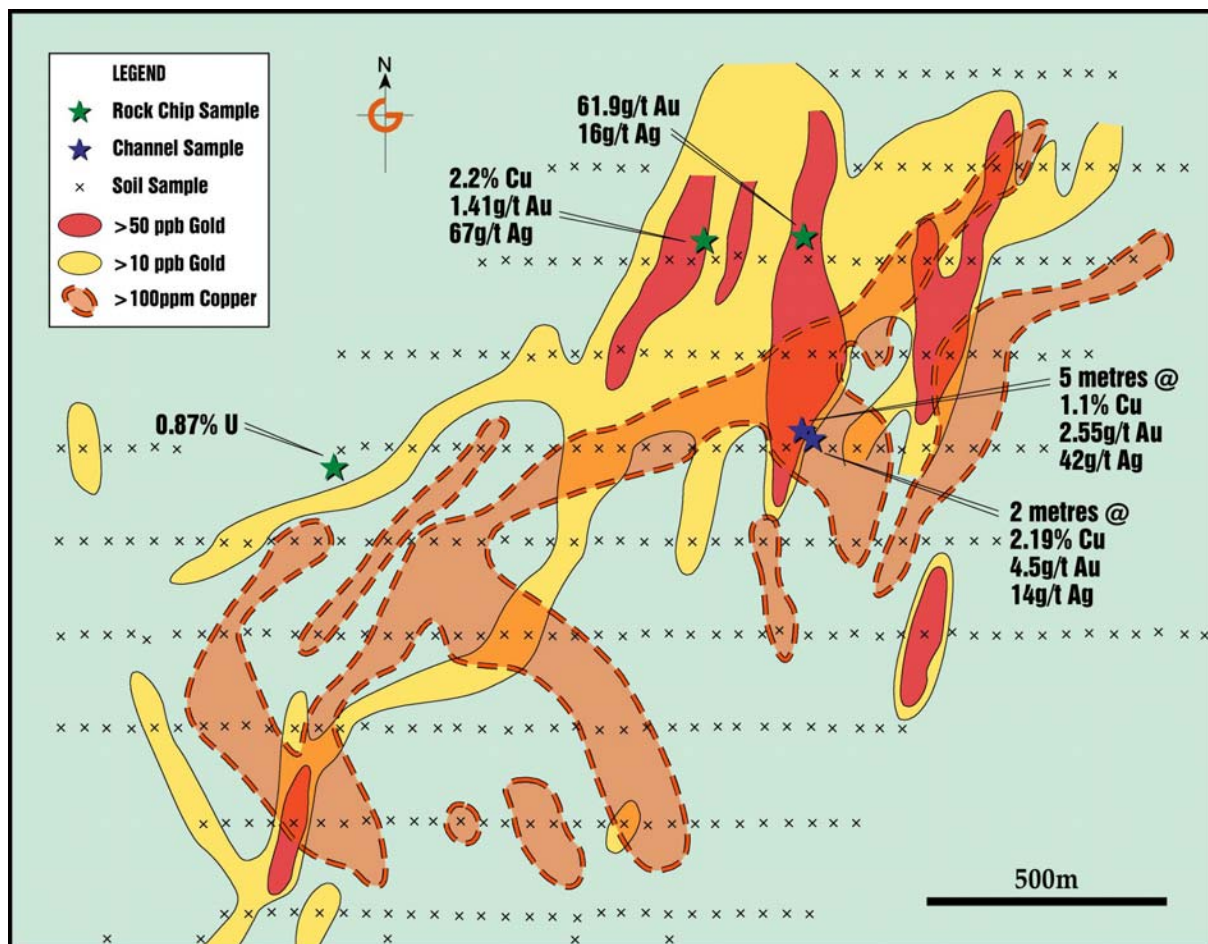 LEGEND
Rock Chip Sample
Channel Sample
Soil Sample
>50 ppb Gold
>10 ppb Gold
>100ppm Copper
N
61.9g/t Au
16g/t Ag
2.2% Cu
1.41g/t Au
67g/t Ag
0.87% U
5 metres @
1.1% Cu
2.55g/t Au
42g/t Ag
2 metres @
2.19% Cu
4.5g/t Au
14g/t Ag
500m